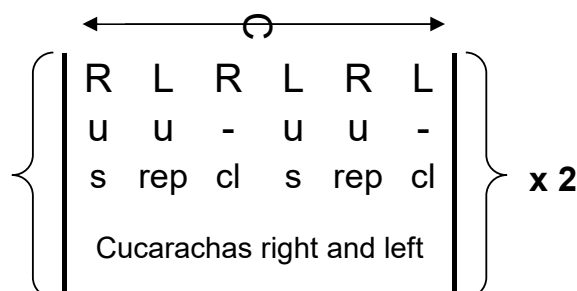 R L R L R L
u u - u u -
s rep cl s rep cl
x 2
Cucarachas right and left